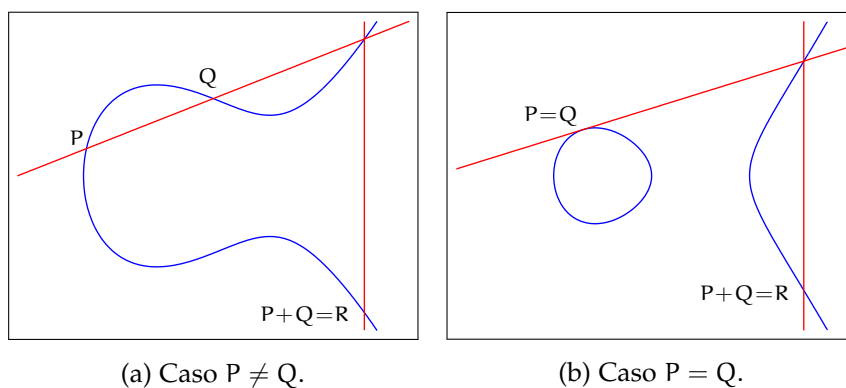 Q
P
P+Q=R
(a) Caso P ≠ Q.
P=Q
P+Q=R
(b) Caso P = Q.